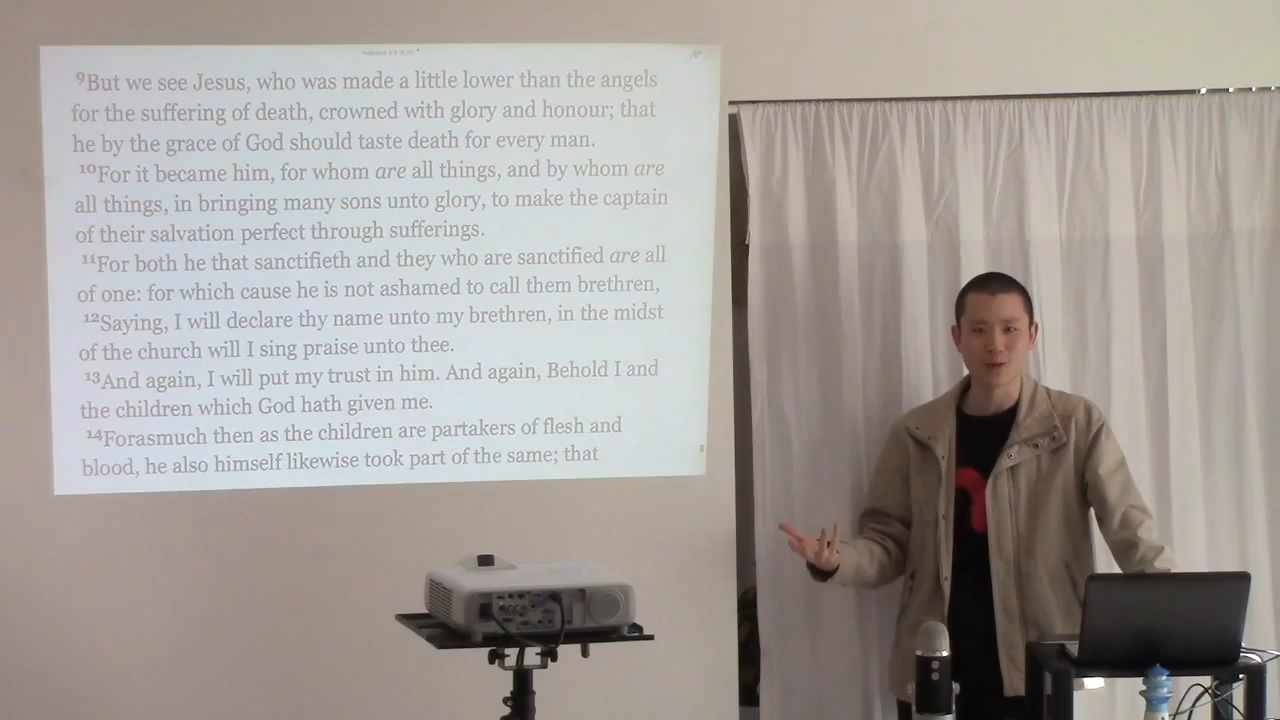 ⁹But we see Jesus, who was made a little lower than the angels
for the suffering of death, crowned with glory and honour; that
he by the grace of God should taste death for every man.
¹⁰For it became him, for whom are all things, and by whom are
all things, in bringing many sons unto glory, to make the captain
of their salvation perfect through sufferings.
¹¹For both he that sanctifieth and they who are sanctified are all
of one: for which cause he is not ashamed to call them brethren,
¹²Saying, I will declare thy name unto my brethren, in the midst
of the church will I sing praise unto thee.
¹³And again, I will put my trust in him. And again, Behold I and
the children which God hath given me.
¹⁴Forasmuch then as the children are partakers of flesh and
blood, he also himself likewise took part of the same; that